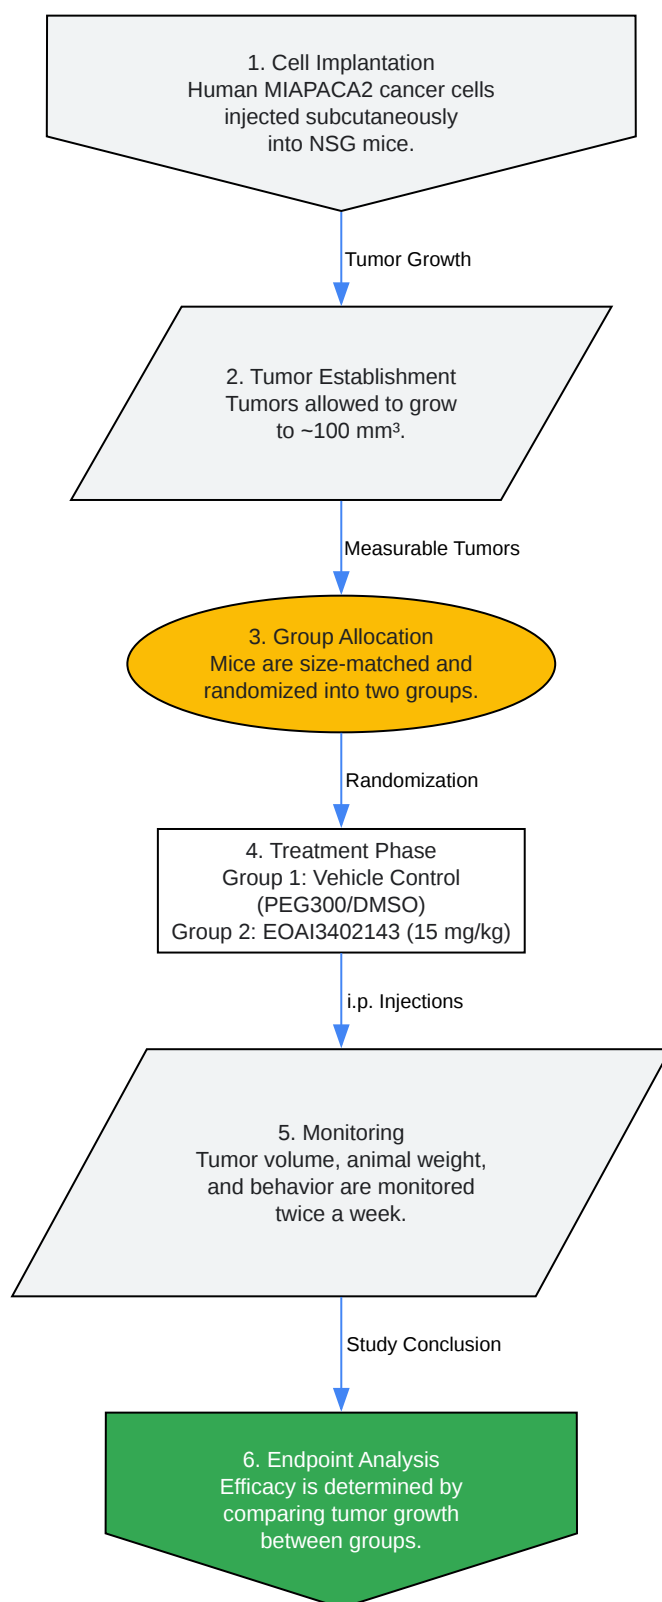 1. Cell Implantation
Human MIAPACA2 cancer cells
injected subcutaneously
into NSG mice.
Tumor Growth
2. Tumor Establishment
Tumors allowed to grow
to ~100 mm³.
Measurable Tumors
3. Group Allocation
Mice are size-matched and
randomized into two groups.
Randomization
4. Treatment Phase
Group 1: Vehicle Control
(PEG300/DMSO)
Group 2: EOAI3402143 (15 mg/kg)
i.p. Injections
5. Monitoring
Tumor volume, animal weight,
and behavior are monitored
twice a week.
Study Conclusion
6. Endpoint Analysis
Efficacy is determined by
comparing tumor growth
between groups.